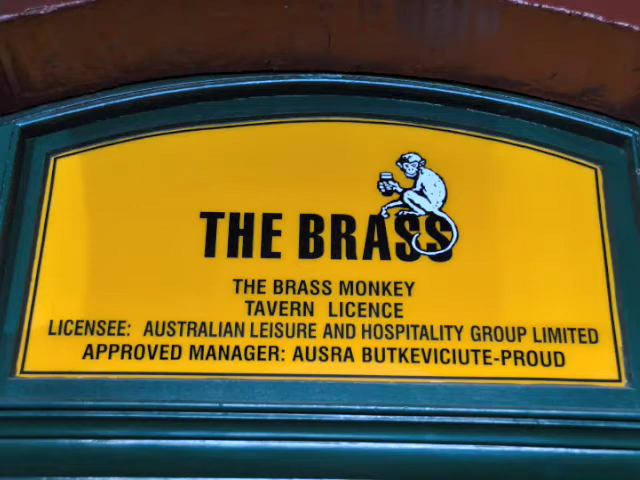 THE BRASS
THE BRASS MONKEY
TAVERN LICENCE
LICENSEE: AUSTRALIAN LEISURE AND HOSPITALITY GROUP LIMITED
APPROVED MANAGER: AUSRA BUTKEVICIUTE-PROUD